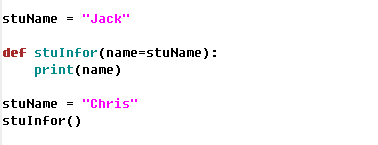 stuName = "Jack"
def stuInfor(name=stuName):
    print(name)
stuName = "Chris"
stuInfor()